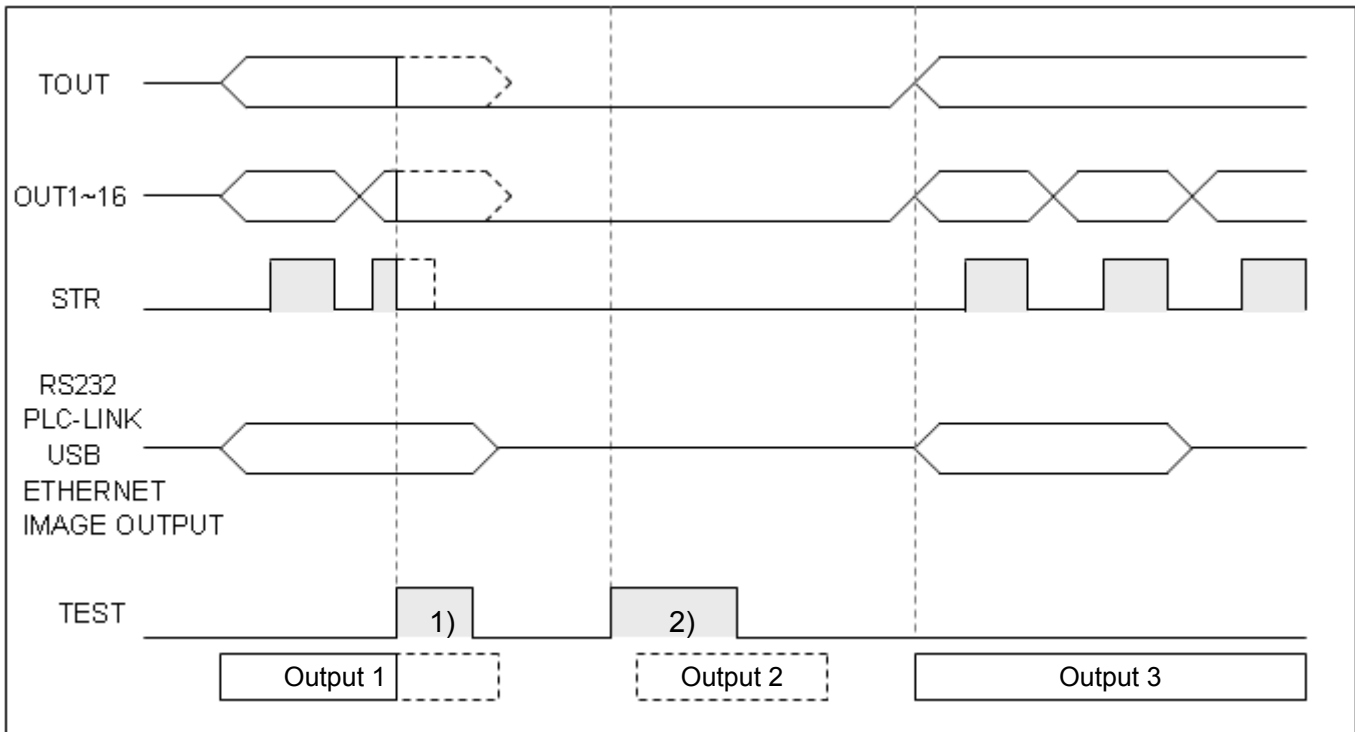 TOUT
OUT1~16
STR
RS232
PLC-LINK
USB
ETHERNET
IMAGE OUTPUT
TEST
1)
2)
Output 1
Output 2
Output 3